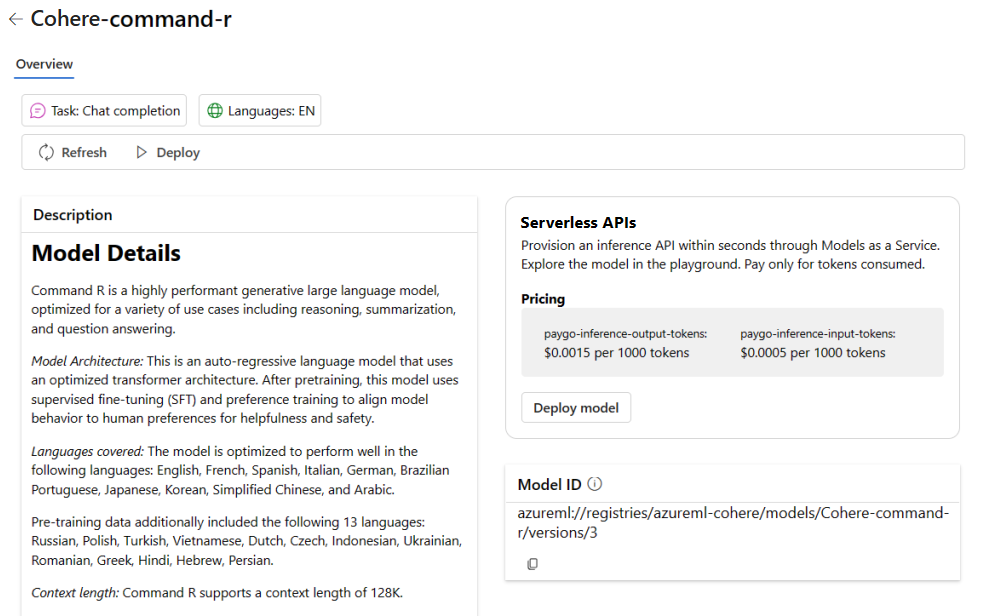 Cohere-command-r
Overview
Task: Chat completion
Languages: EN
Refresh
Deploy
Description
Model Details
Command R is a highly performant generative large language model,
optimized for a variety of use cases including reasoning, summarization,
and question answering.
Model Architecture: This is an auto-regressive language model that uses
an optimized transformer architecture. After pretraining, this model uses
supervised fine-tuning (SFT) and preference training to align model
behavior to human preferences for helpfulness and safety.
Languages covered: The model is optimized to perform well in the
following languages: English, French, Spanish, Italian, German, Brazilian
Portuguese, Japanese, Korean, Simplified Chinese, and Arabic.
Pre-training data additionally included the following 13 languages:
Russian, Polish, Turkish, Vietnamese, Dutch, Czech, Indonesian, Ukrainian,
Romanian, Greek, Hindi, Hebrew, Persian.
Context length: Command R supports a context length of 128K.
Serverless APIs
Provision an inference API within seconds through Models as a Service.
Explore the model in the playground. Pay only for tokens consumed.
Pricing
paygo-inference-output-tokens:
$0.0015 per 1000 tokens
paygo-inference-input-tokens:
$0.0005 per 1000 tokens
Deploy model
Model ID
azureml://registries/azureml-cohere/models/Cohere-command-
r/versions/3